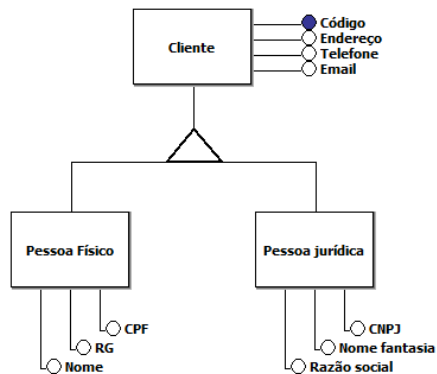 Cliente
Código
Endereço
Telefone
Email
Pessoa Físico
CPF
RG
Nome
Pessoa jurídica
CNPJ
Nome fantasia
Razão social